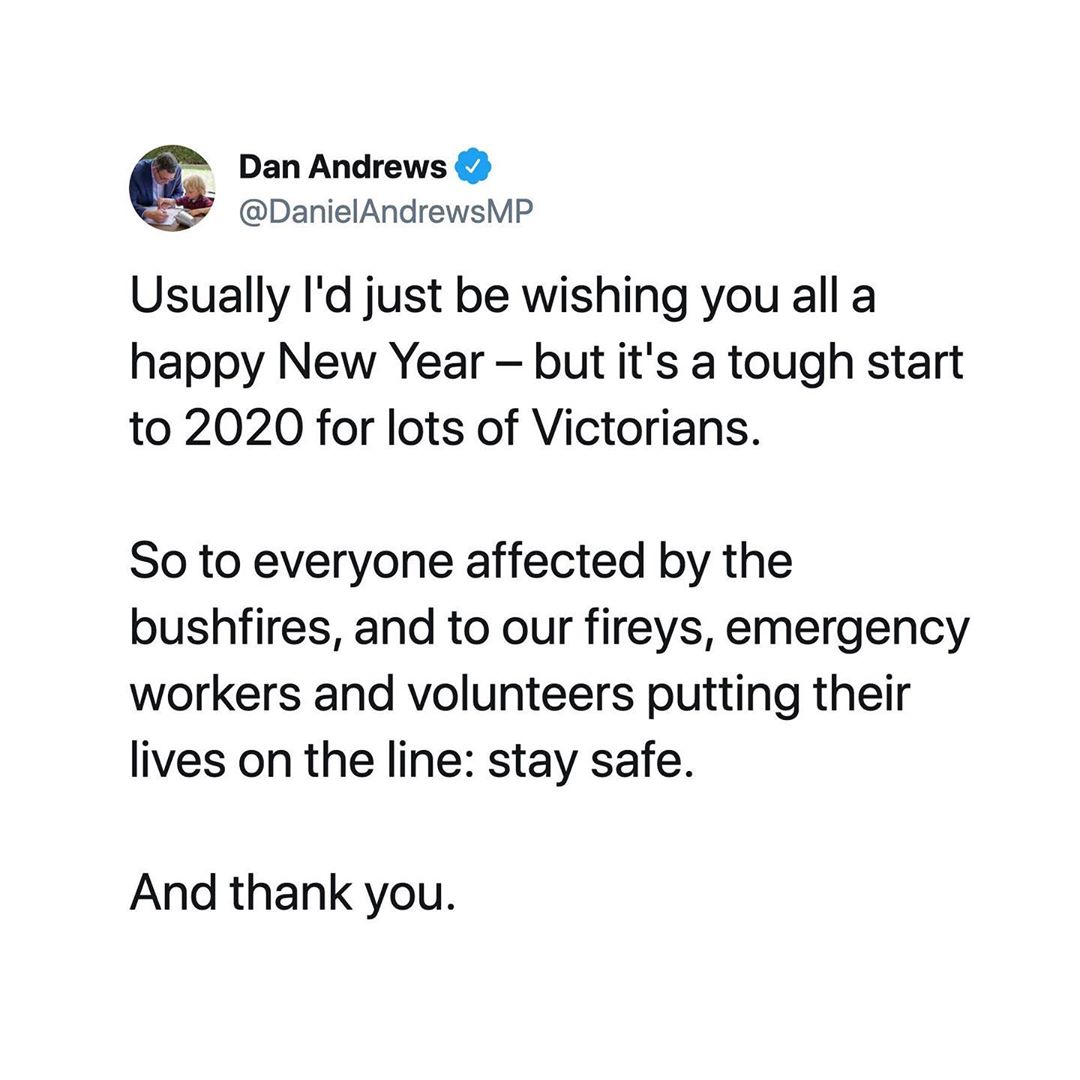 Dan Andrews
@DanielAndrewsMP
Usually I'd just be wishing you all a
happy New Year – but it's a tough start
to 2020 for lots of Victorians.
So to everyone affected by the
bushfires, and to our fireys, emergency
workers and volunteers putting their
lives on the line: stay safe.
And thank you.